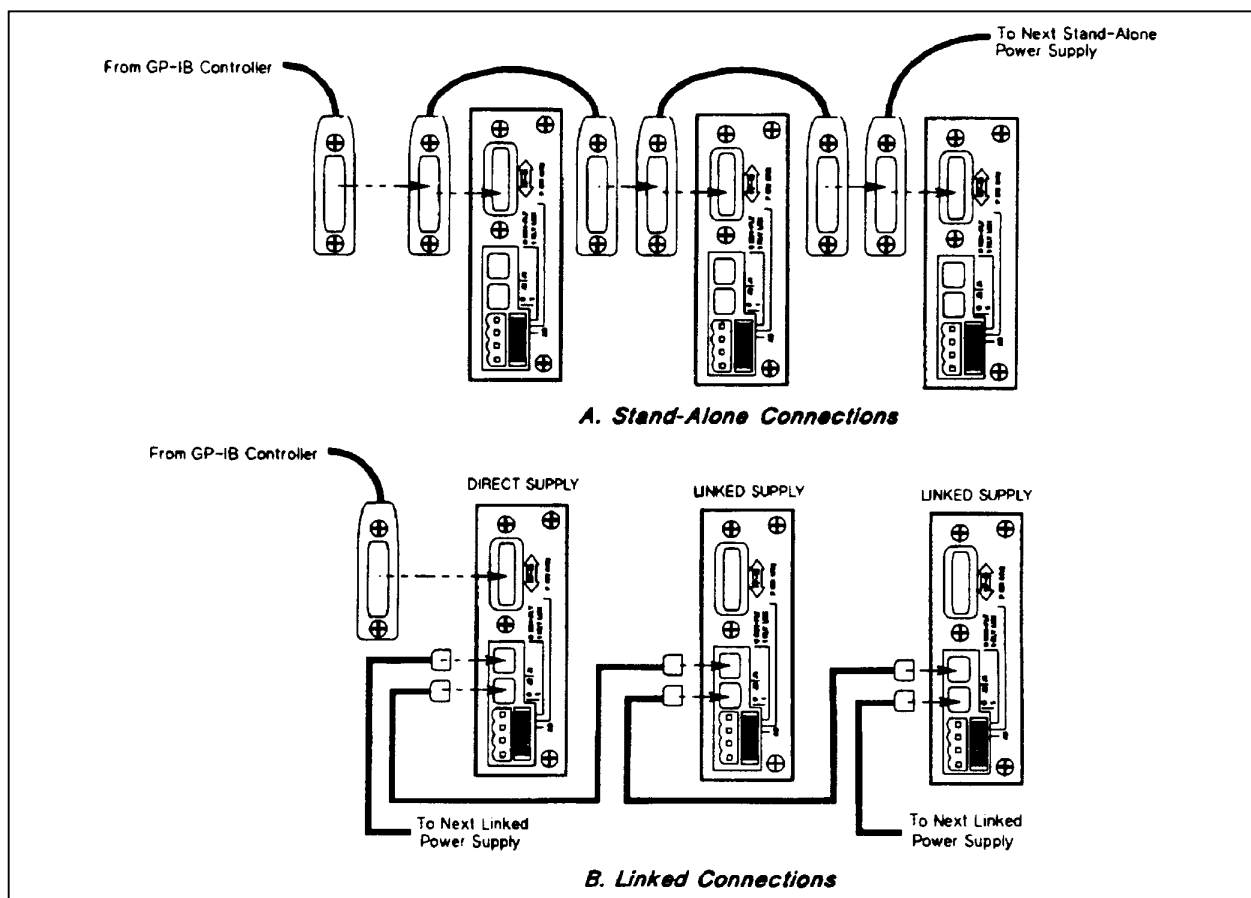 To Next Stand-Alone
Power Supply
From GP-IB Controller
A. Stand-Alone Connections
From GP-IB Controller
DIRECT SUPPLY
LINKED SUPPLY
LINKED SUPPLY
To Next Linked
Power Supply
To Next Linked
Power Supply
B. Linked Connections